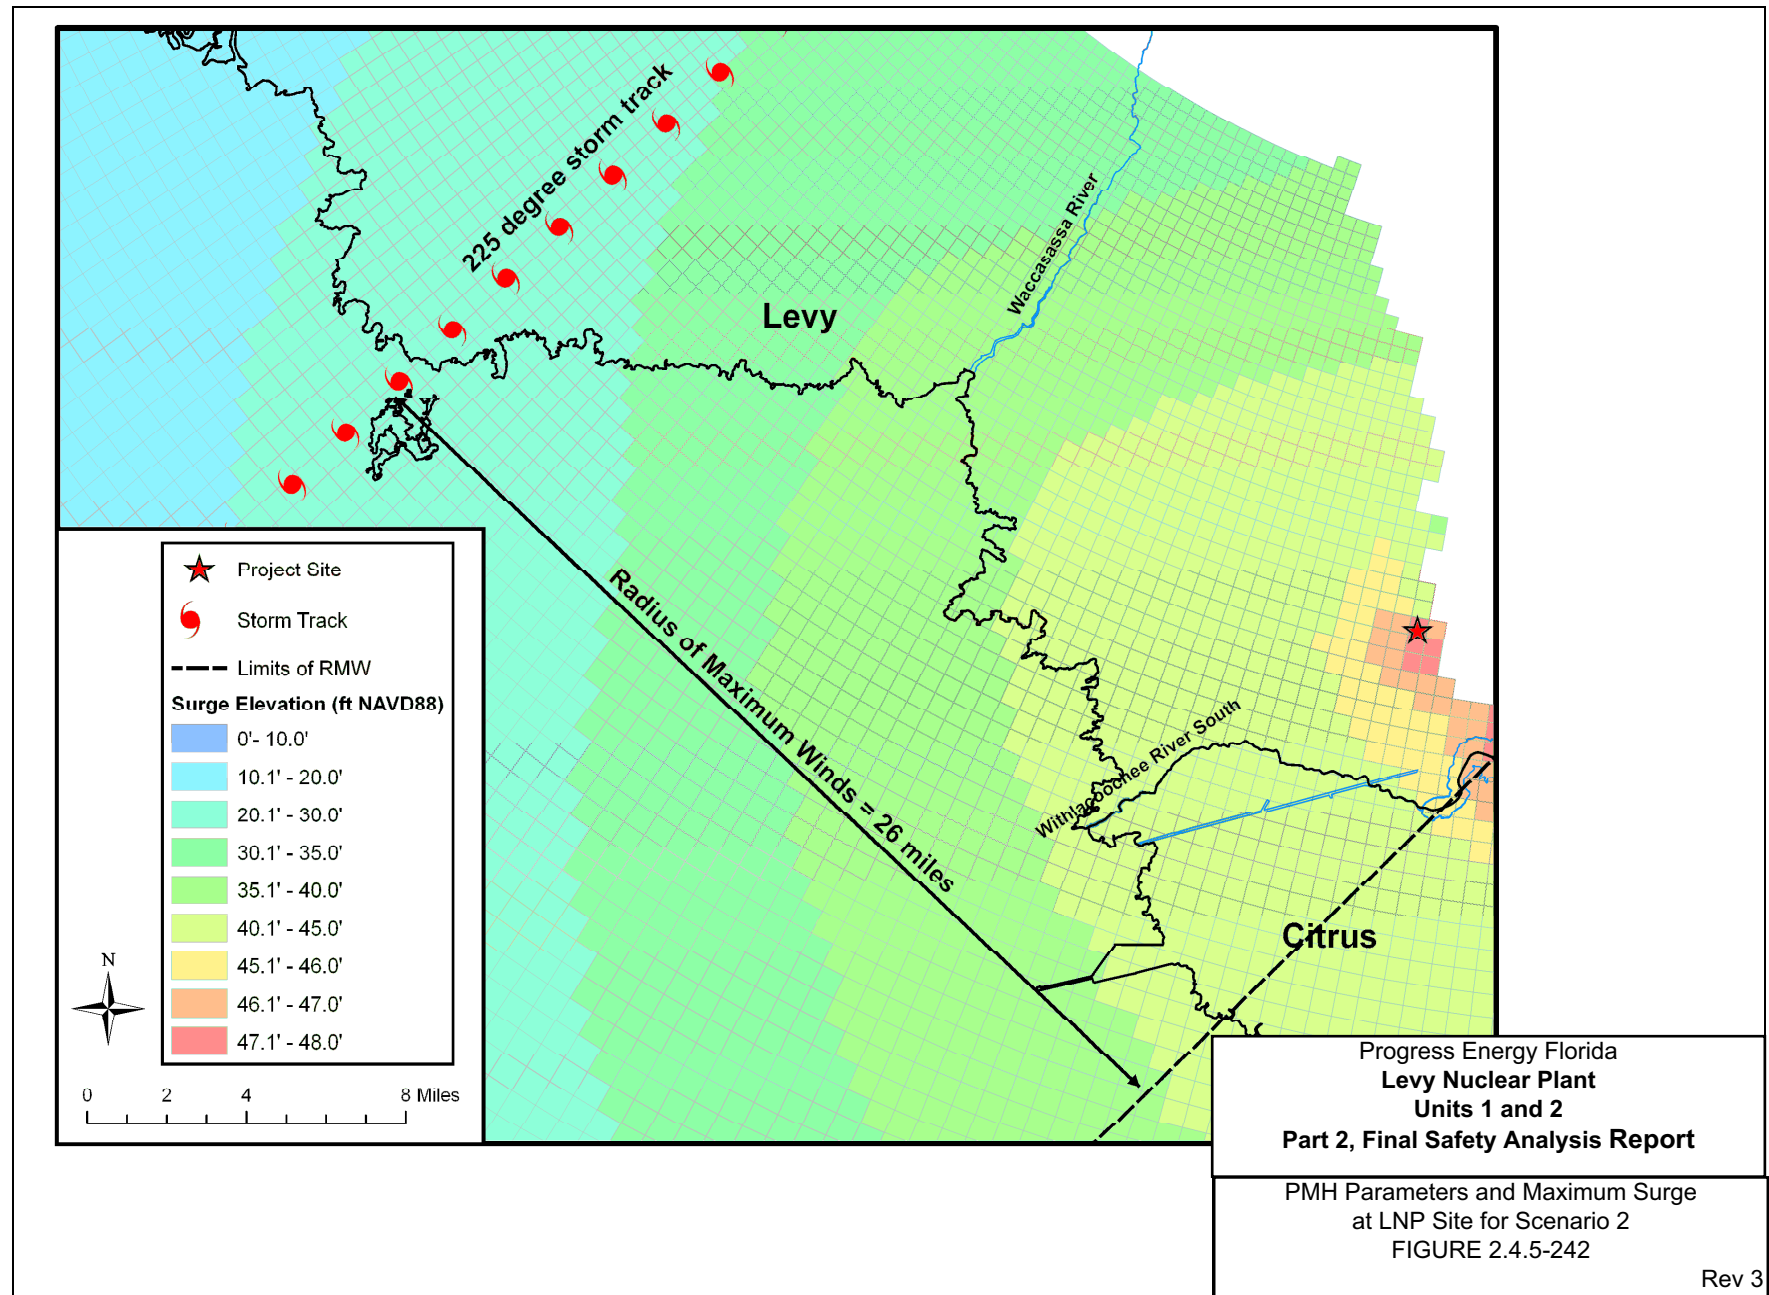 225 degree storm track
Waccasassa River
Levy
Radius of Maximum Winds = 26 miles
Withlacoochee River South
Citrus
Project Site
Storm Track
Limits of RMW
Surge Elevation (ft NAVD88)
0'- 10.0'
10.1' - 20.0'
20.1' - 30.0'
30.1' - 35.0'
35.1' - 40.0'
40.1' - 45.0'
45.1' - 46.0'
46.1' - 47.0'
47.1' - 48.0'
N
0 2 4 8 Miles
Progress Energy Florida
Levy Nuclear Plant
Units 1 and 2
Part 2, Final Safety Analysis Report
PMH Parameters and Maximum Surge
at LNP Site for Scenario 2
FIGURE 2.4.5-242
Rev 3